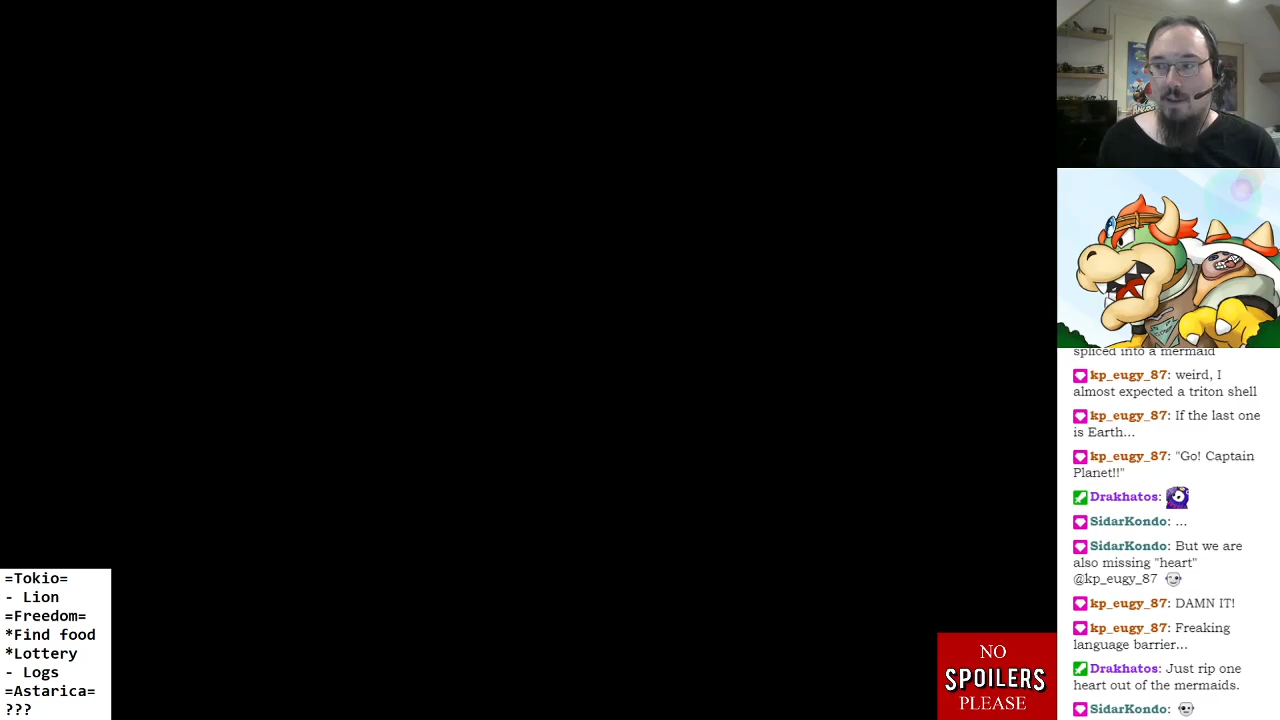 spliced into a mermaid
kp_eugy_87: weird, I
almost expected a triton shell
kp_eugy_87: If the last one
is Earth...
kp_eugy_87: "Go! Captain
Planet!!"
Drakhatos:
SidarKondo: ...
SidarKondo: But we are
also missing "heart"
@kp_eugy_87
kp_eugy_87: DAMN IT!
kp_eugy_87: Freaking
language barrier...
Drakhatos: Just rip one
heart out of the mermaids.
SidarKondo:
=Tokio=
- Lion
=Freedom=
*Find food
*Lottery
- Logs
=Astarica=
???
NO
SPOILERS
PLEASE